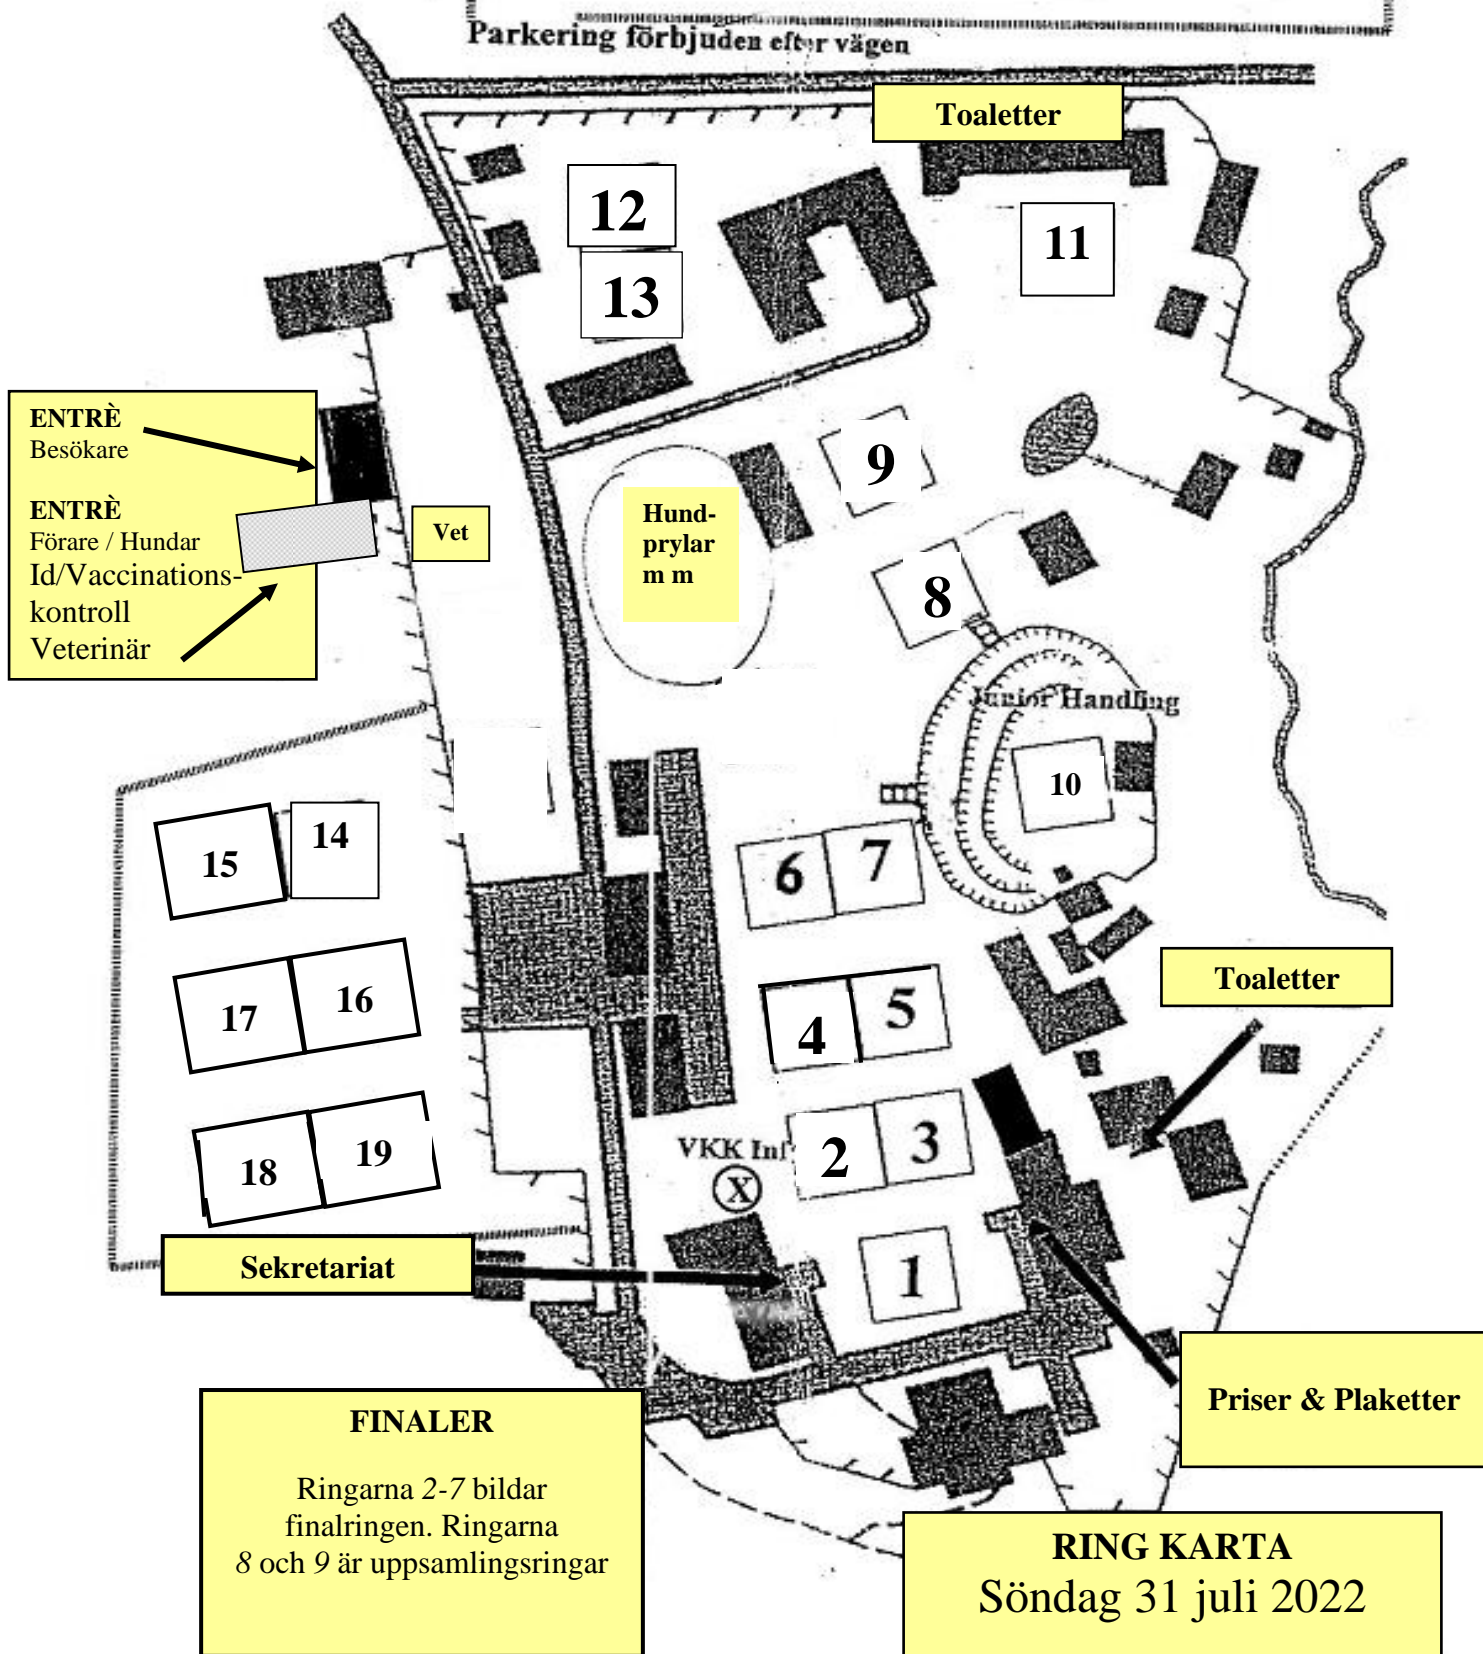 Parkering förbjuden efter vägen
Toaletter
12
11
13
ENTRÈ
Besökare
ENTRÈ
Förare / Hundar
Id/Vaccinations-
kontroll
Veterinär
Vet
Hund-
prylar
m m
9
8
Junior Handling
10
15
14
6
7
17
16
4
5
Toaletter
18
19
VKK Inf
X
2
3
Sekretariat
1
Priser & Plaketter
FINALER
Ringarna 2-7 bildar
finalringen. Ringarna
8 och 9 är uppsamlingsringar
RING KARTA
Söndag 31 juli 2022